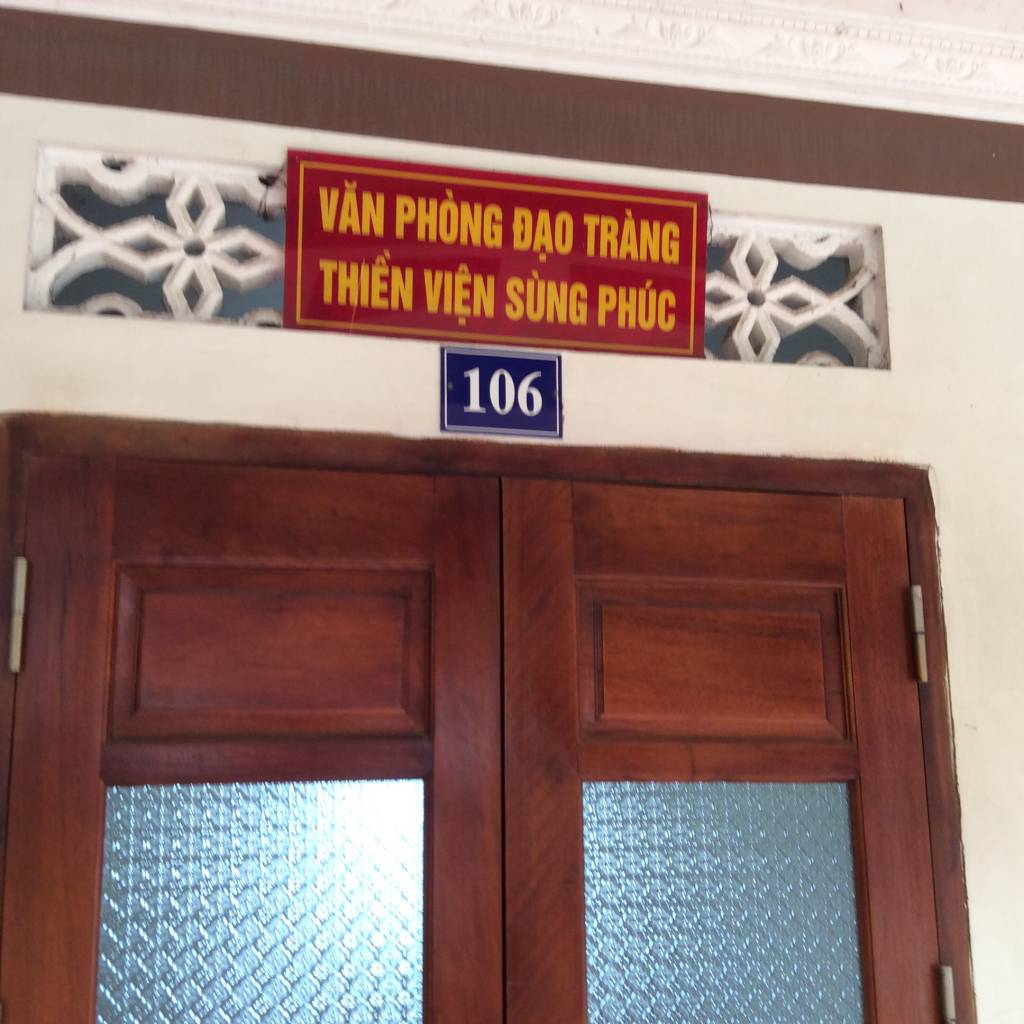 VĂN PHÒNG ĐẠO TRÀNG
THIỀN VIỆN SÙNG PHÚC
106